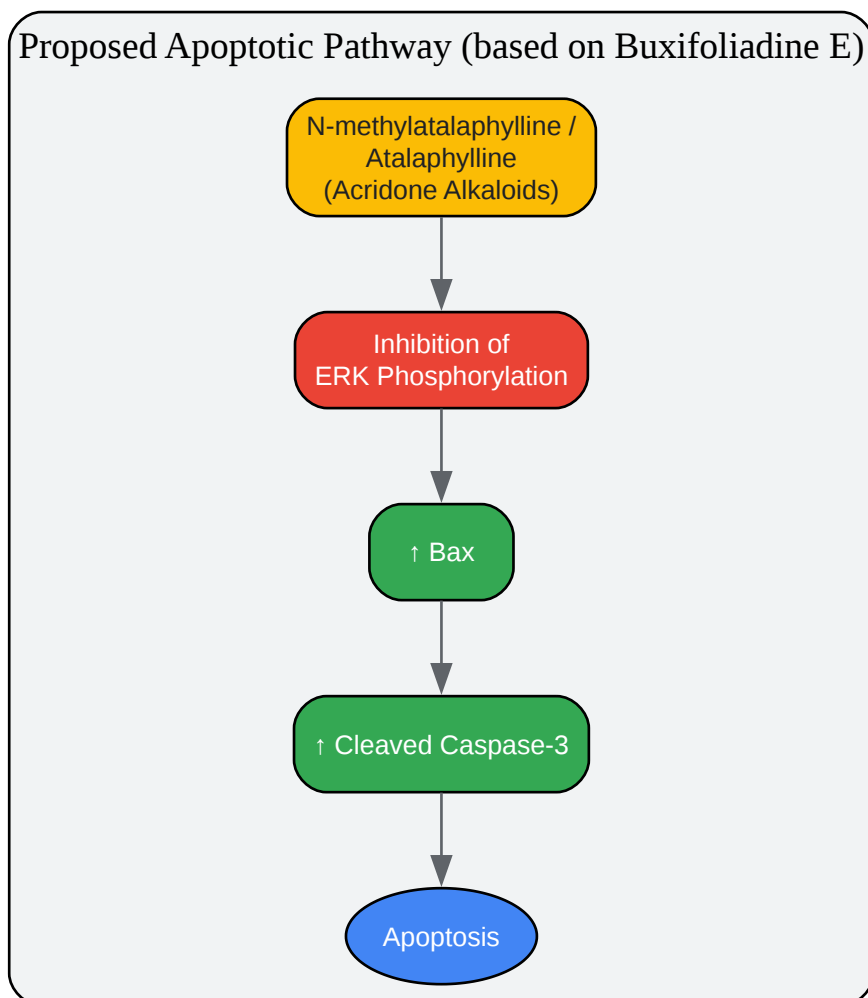 Proposed Apoptotic Pathway (based on Buxifoliadine E)
N-methylatalaphylline /
Atalaphylline
(Acridone Alkaloids)
Inhibition of
ERK Phosphorylation
↑ Bax
↑ Cleaved Caspase-3
Apoptosis